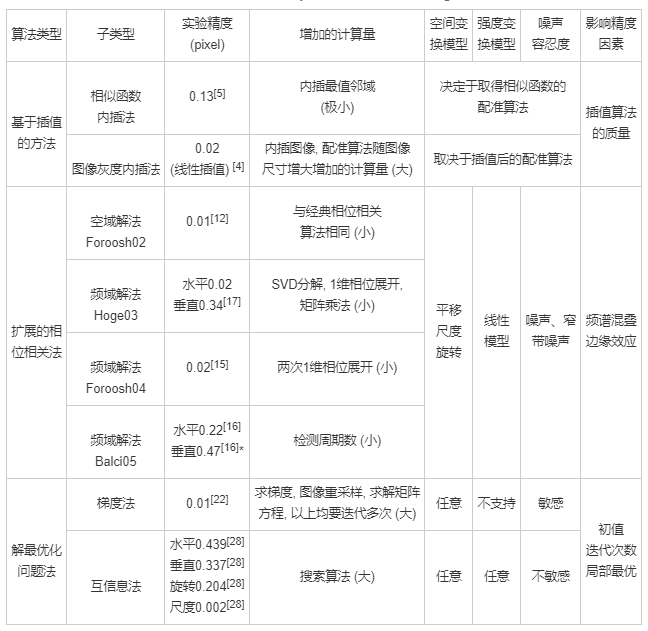 算法类型 子类型 实验精度 (pixel) 增加的计算量 空间变换模型 强度变换模型 噪声容忍度 影响精度因素
基于插值的方法
相似函数内插法 0.13[5] 内插最值邻域 (极小) 决定于取得相似函数的配准算法
插值算法的质量
图像灰度内插法 0.02 (线性插值) [4] 内插图像, 配准算法随图像尺寸增大增加的计算量 (大) 取决于插值后的配准算法
扩展的相位相关法
空域解法 Foroosh02 0.01[12] 与经典相位相关算法相同 (小)
频域解法 Hoge03 水平0.02 垂直0.34[17] SVD分解, 1维相位展开, 矩阵乘法 (小)
平移 尺度 旋转 线性模型 噪声、窄带噪声 频谱混叠 边缘效应
频域解法 Foroosh04 0.02[15] 两次1维相位展开 (小)
频域解法 Balci05 水平0.22[16] 垂直0.47[16]* 检测周期数 (小)
解最优化问题法
梯度法 0.01[22] 求梯度, 图像重采样, 求解矩阵方程, 以上均要迭代多次 (大) 任意 不支持 敏感
初值 迭代次数 局部最优
互信息法 水平0.439[28] 垂直0.337[28] 旋转0.204[28] 尺度0.002[28] 搜索算法 (大) 任意 任意 不敏感